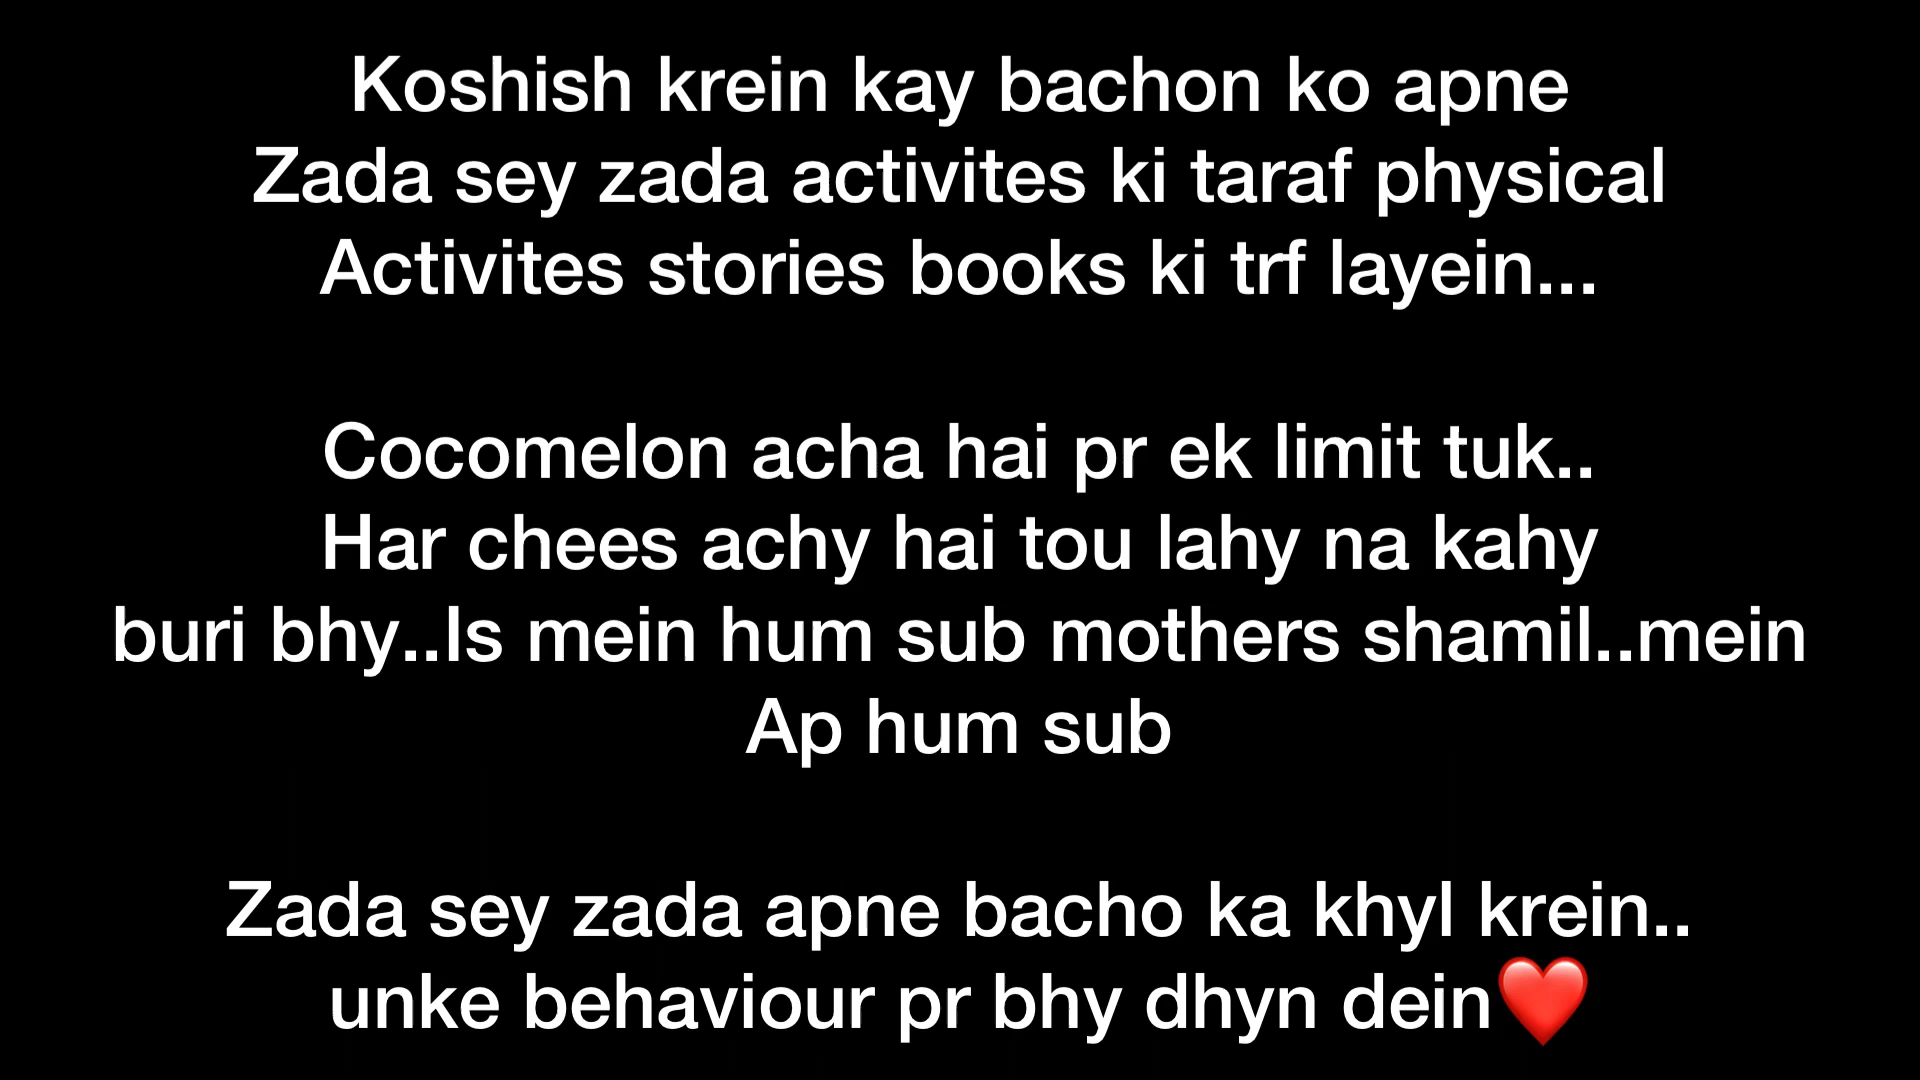 Koshish krein kay bachon ko apne
Zada sey zada activites ki taraf physical
Activites stories books ki trf layein...
Cocomelon acha hai pr ek limit tuk..
Har chees achy hai tou lahy na kahy
buri bhy..Is mein hum sub mothers shamil..mein
Ap hum sub
Zada sey zada apne bacho ka khyl krein..
unke behaviour pr bhy dhyn dein❤️